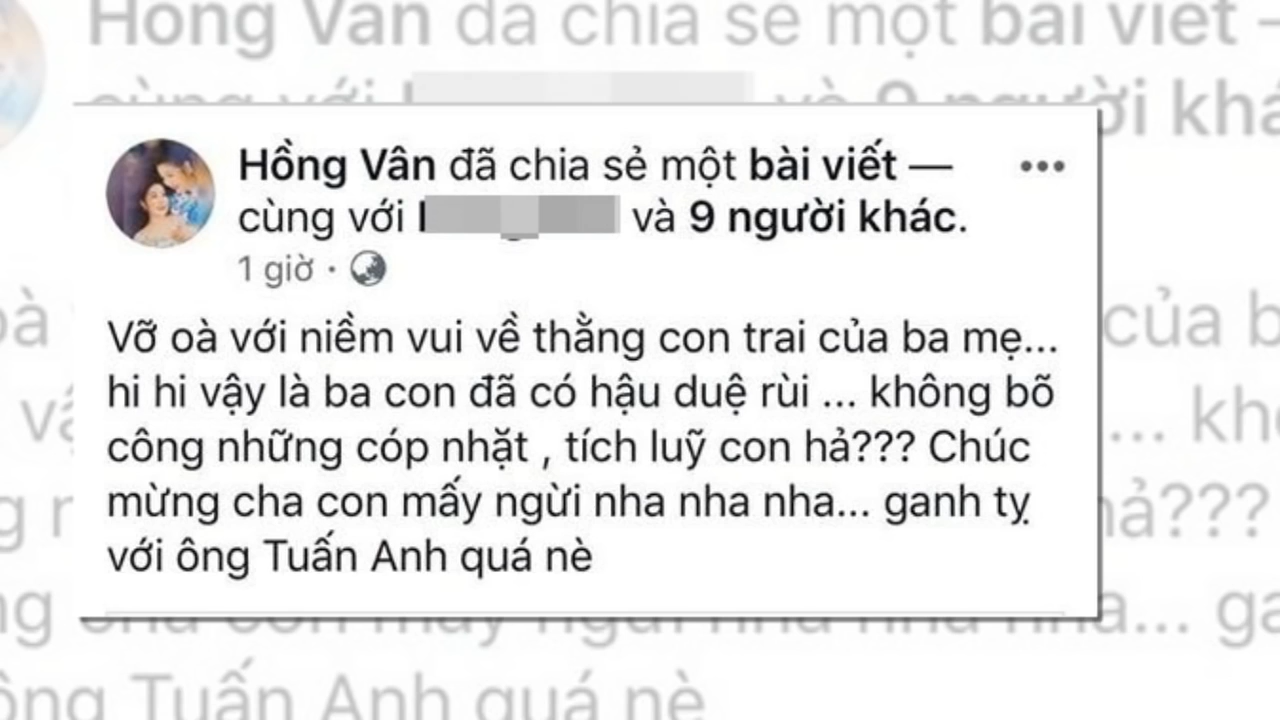 Hồng Vân đã chia sẻ một bài viết —
cùng với và 9 người khác.
1 giờ ·
Vỡ oà với niềm vui về thằng con trai của ba mẹ...
hi hi vậy là ba con đã có hậu duệ rùi ... không bõ
công những cóp nhặt , tích luỹ con hả??? Chúc
mừng cha con mấy ngừi nha nha nha... ganh tỵ
với ông Tuấn Anh quá nè